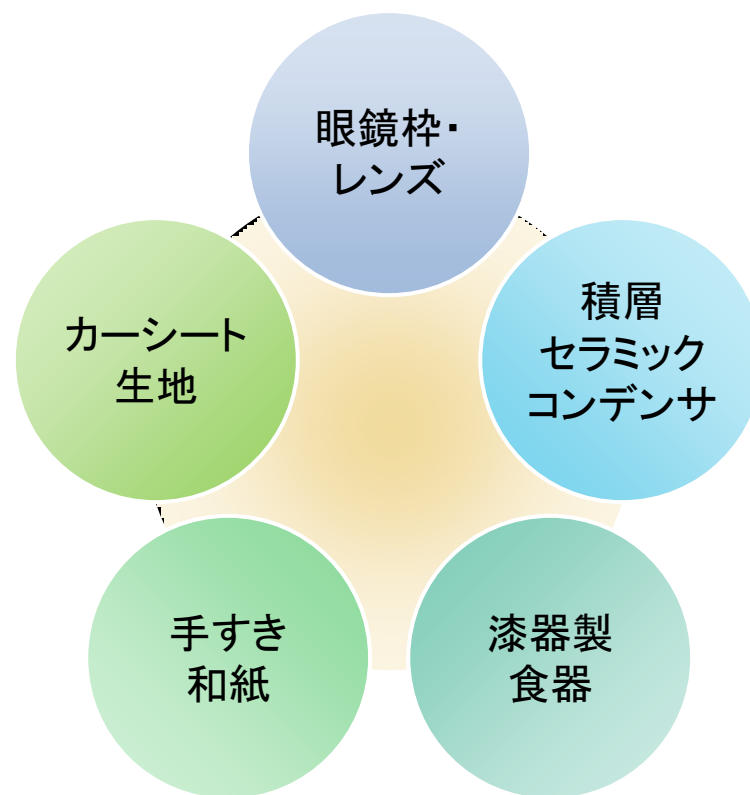 眼鏡枠・
レンズ
積層
セラミック
コンデンサ
漆器製
食器
手すき
和紙
カーシート
生地